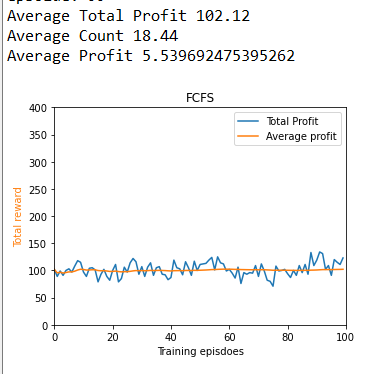 Average Total Profit 102.12
Average Count 18.44
Average Profit 5.539692475395262
FCFS
Total Profit
Average profit
400
350
300
250
200
150
100
50
0
Total reward
0 20 40 60 80 100
Training episdoes